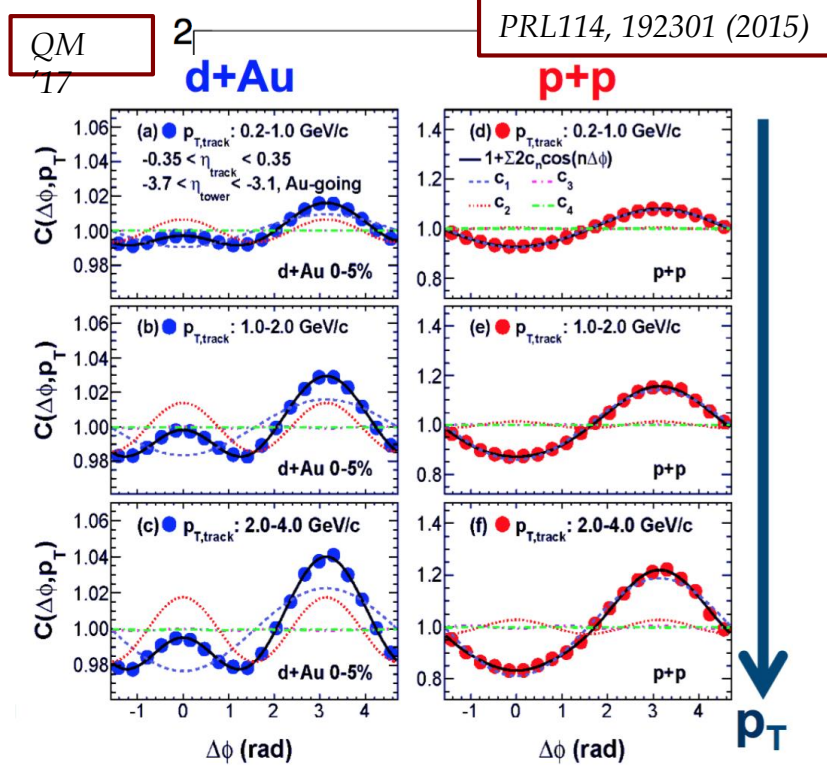 QM
'17
2
PRL114, 192301 (2015)
d+Au
p+p
C(Δϕ,p_T)
1.06
1.04
1.02
1.00
0.98
(a) p_T,track: 0.2-1.0 GeV/c
-0.35 < η_track < 0.35
-3.7 < η_tower < -3.1, Au-going
d+Au 0-5%
1.4
1.2
1.0
0.8
(d) p_T,track: 0.2-1.0 GeV/c
1+Σ2c_n cos(nΔϕ)
c_1 c_3
c_2 c_4
p+p
C(Δϕ,p_T)
1.06
1.04
1.02
1.00
0.98
(b) p_T,track: 1.0-2.0 GeV/c
d+Au 0-5%
1.4
1.2
1.0
0.8
(e) p_T,track: 1.0-2.0 GeV/c
p+p
C(Δϕ,p_T)
1.06
1.04
1.02
1.00
0.98
(c) p_T,track: 2.0-4.0 GeV/c
d+Au 0-5%
1.4
1.2
1.0
0.8
(f) p_T,track: 2.0-4.0 GeV/c
p+p
-1 0 1 2 3 4
-1 0 1 2 3 4
Δϕ (rad)
Δϕ (rad)
p_T